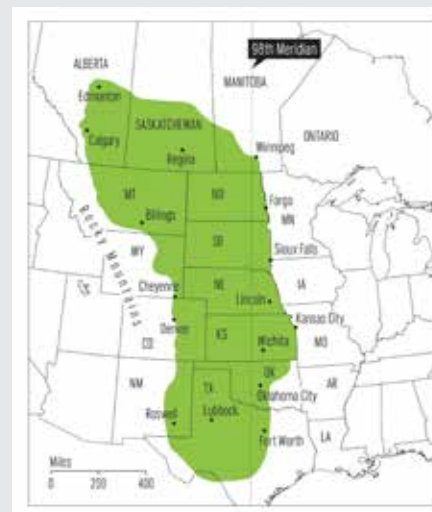 98th Meridian
ALBERTA
MANITOBA
Edmonton
SASKATCHEWAN
ONTARIO
Calgary
Regina
Winnipeg
MT
ND
Fargo
MN
Billings
Rocky Mountains
SD
WY
Sioux Falls
NE
IA
Cheyenne
Lincoln
Denver
Kansas City
CO
KS
MO
Wichita
OK
NM
TX
AR
Oklahoma City
Roswell
Lubbock
Fort Worth
LA
Miles
0 200 400